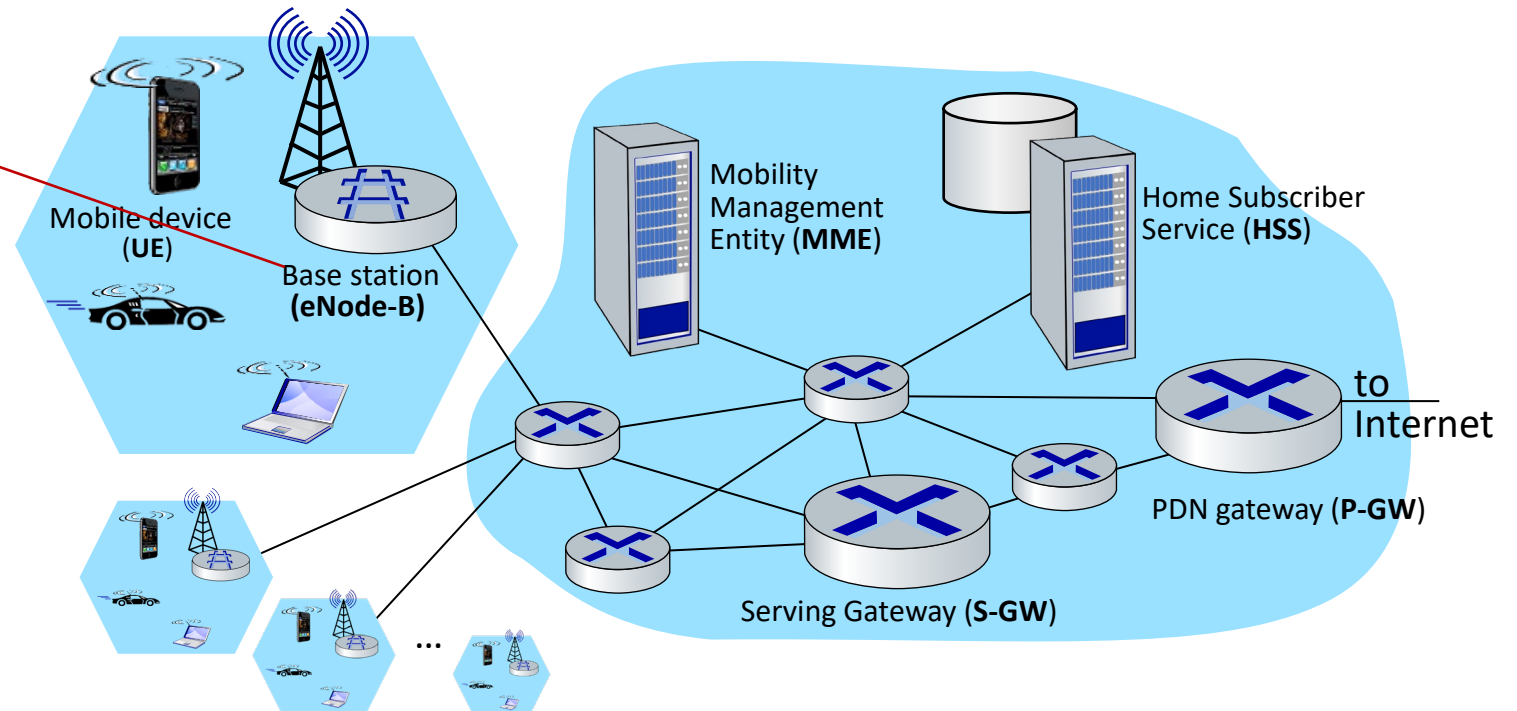 Mobile device
(UE)
Base station
(eNode-B)
Mobility
Management
Entity (MME)
Home Subscriber
Service (HSS)
to
Internet
PDN gateway (P-GW)
Serving Gateway (S-GW)
...